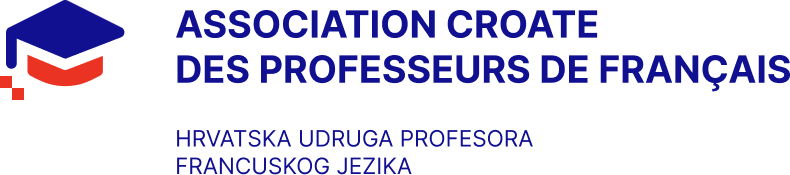 ASSOCIATION CROATE
DES PROFESSEURS DE FRANÇAIS
HRVATSKA UDRUGA PROFESORA
FRANCUSKOG JEZIKA